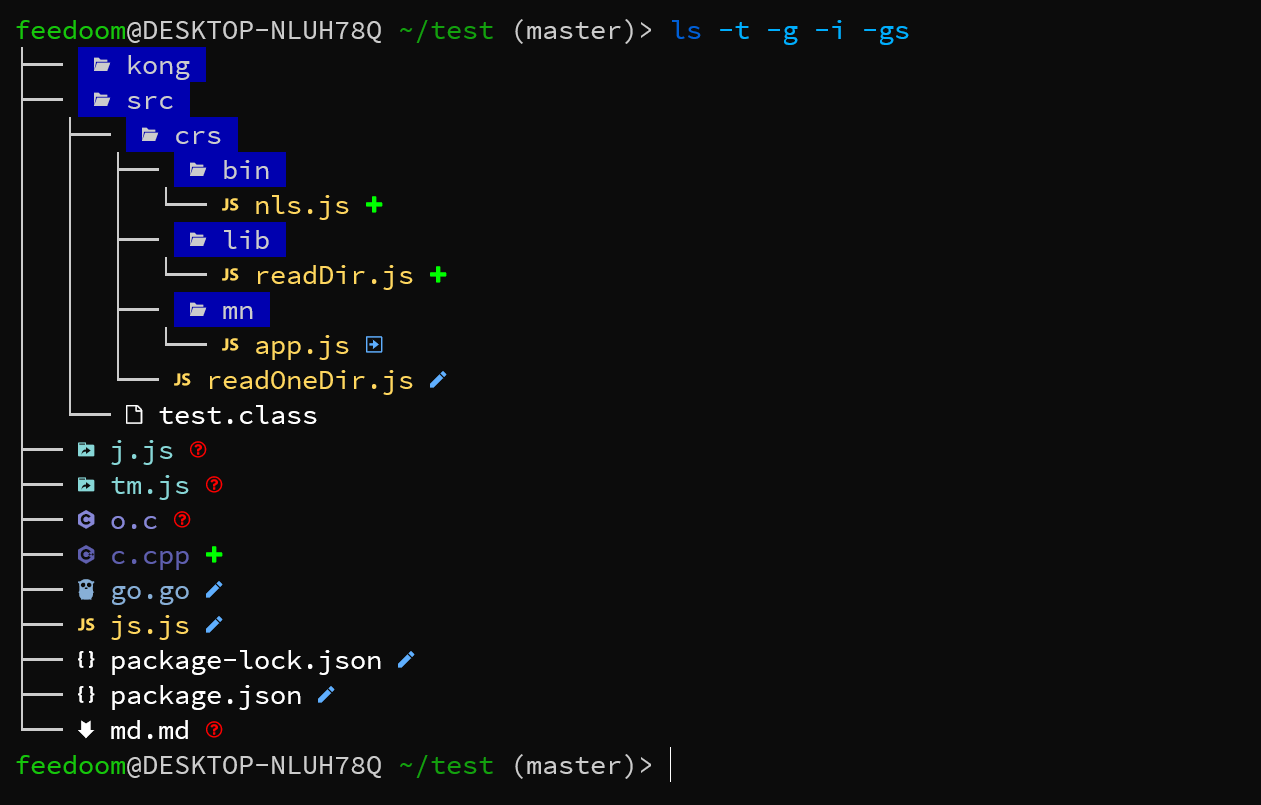 feedoom@DESKTOP-NLUH78Q ~/test (master)> ls -t -g -i -gs
kong
src
crs
bin
JS nls.js
lib
JS readDir.js
mn
JS app.js
JS readOneDir.js
test.class
j.js
tm.js
C o.c
C c.cpp
go.go
JS js.js
{} package-lock.json
{} package.json
md.md
feedoom@DESKTOP-NLUH78Q ~/test (master)>